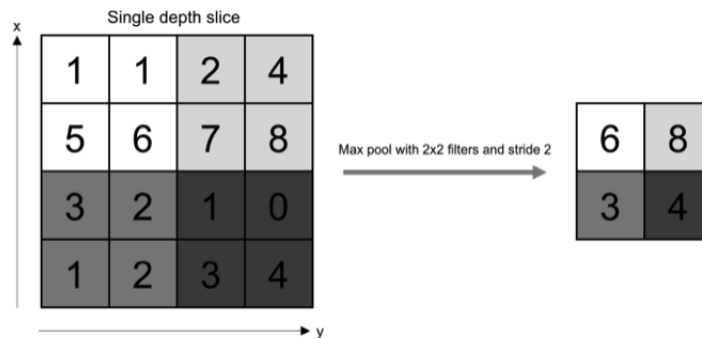 Single depth slice
x
1 1 2 4
5 6 7 8
3 2 1 0
1 2 3 4
y
Max pool with 2x2 filters and stride 2
6 8
3 4